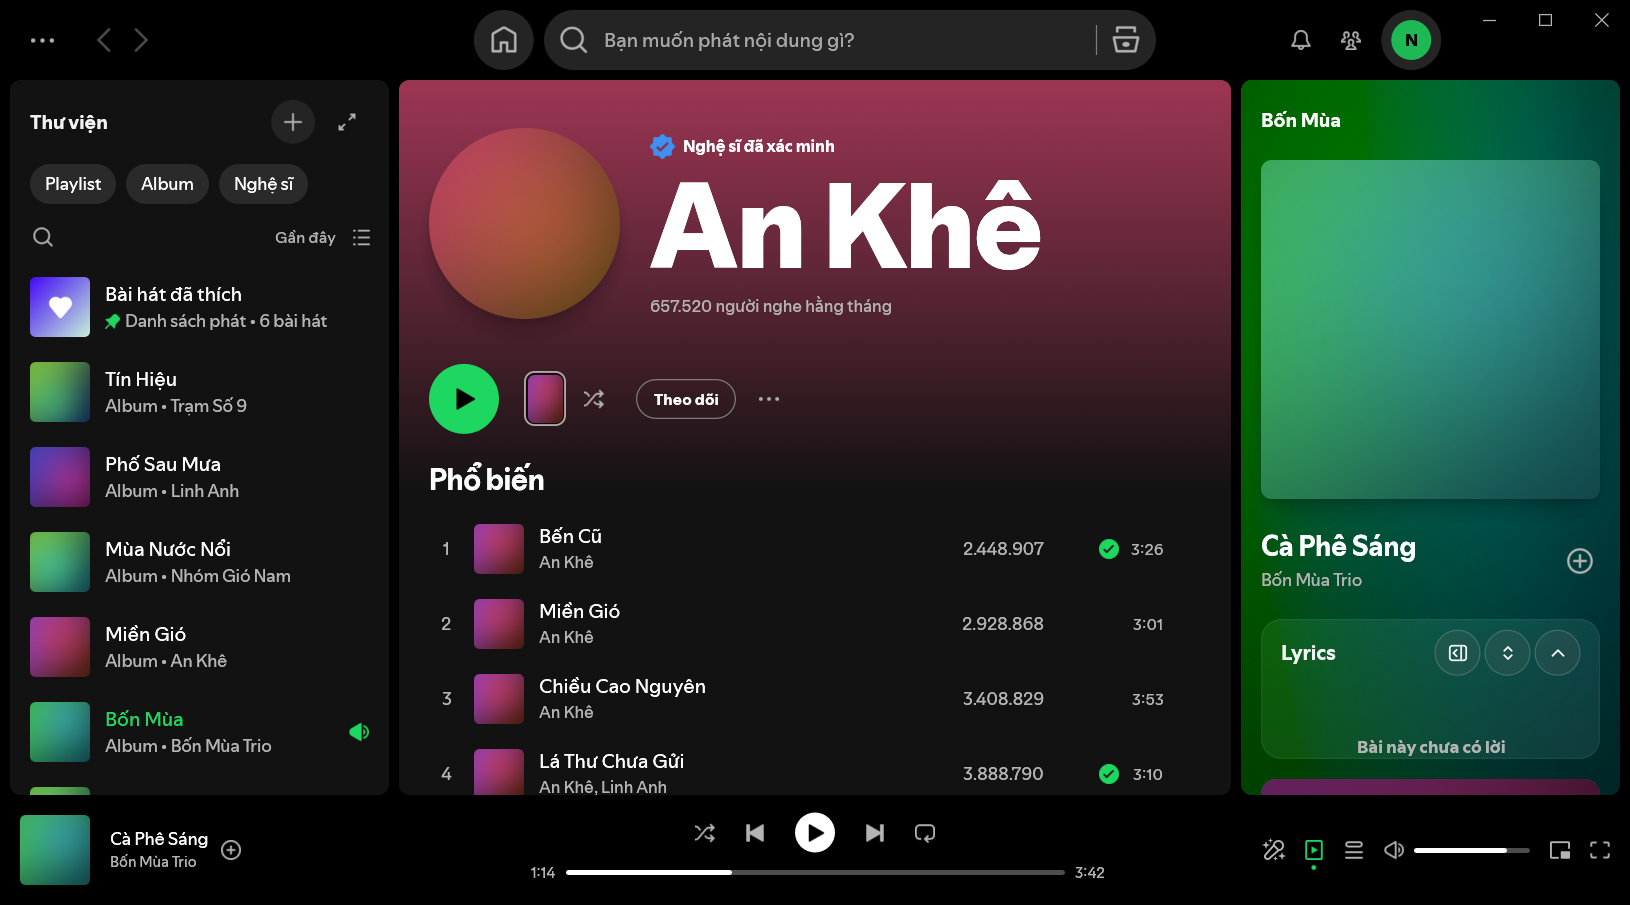 Bạn muốn phát nội dung gì?
N
Thư viện
Playlist
Album
Nghệ sĩ
Gần đây
Bài hát đã thích
Danh sách phát • 6 bài hát
Tín Hiệu
Album • Trạm Số 9
Phố Sau Mưa
Album • Linh Anh
Mùa Nước Nổi
Album • Nhóm Gió Nam
Miền Gió
Album • An Khê
Bốn Mùa
Album • Bốn Mùa Trio
Nghệ sĩ đã xác minh
An Khê
657.520 người nghe hằng tháng
Theo dõi
Phổ biến
1 Bến Cũ 2.448.907 3:26
An Khê
2 Miền Gió 2.928.868 3:01
An Khê
3 Chiều Cao Nguyên 3.408.829 3:53
An Khê
4 Lá Thư Chưa Gửi 3.888.790 3:10
An Khê, Linh Anh
Bốn Mùa
Cà Phê Sáng
Bốn Mùa Trio
Lyrics
Bài này chưa có lời
Cà Phê Sáng
Bốn Mùa Trio
1:14
3:42